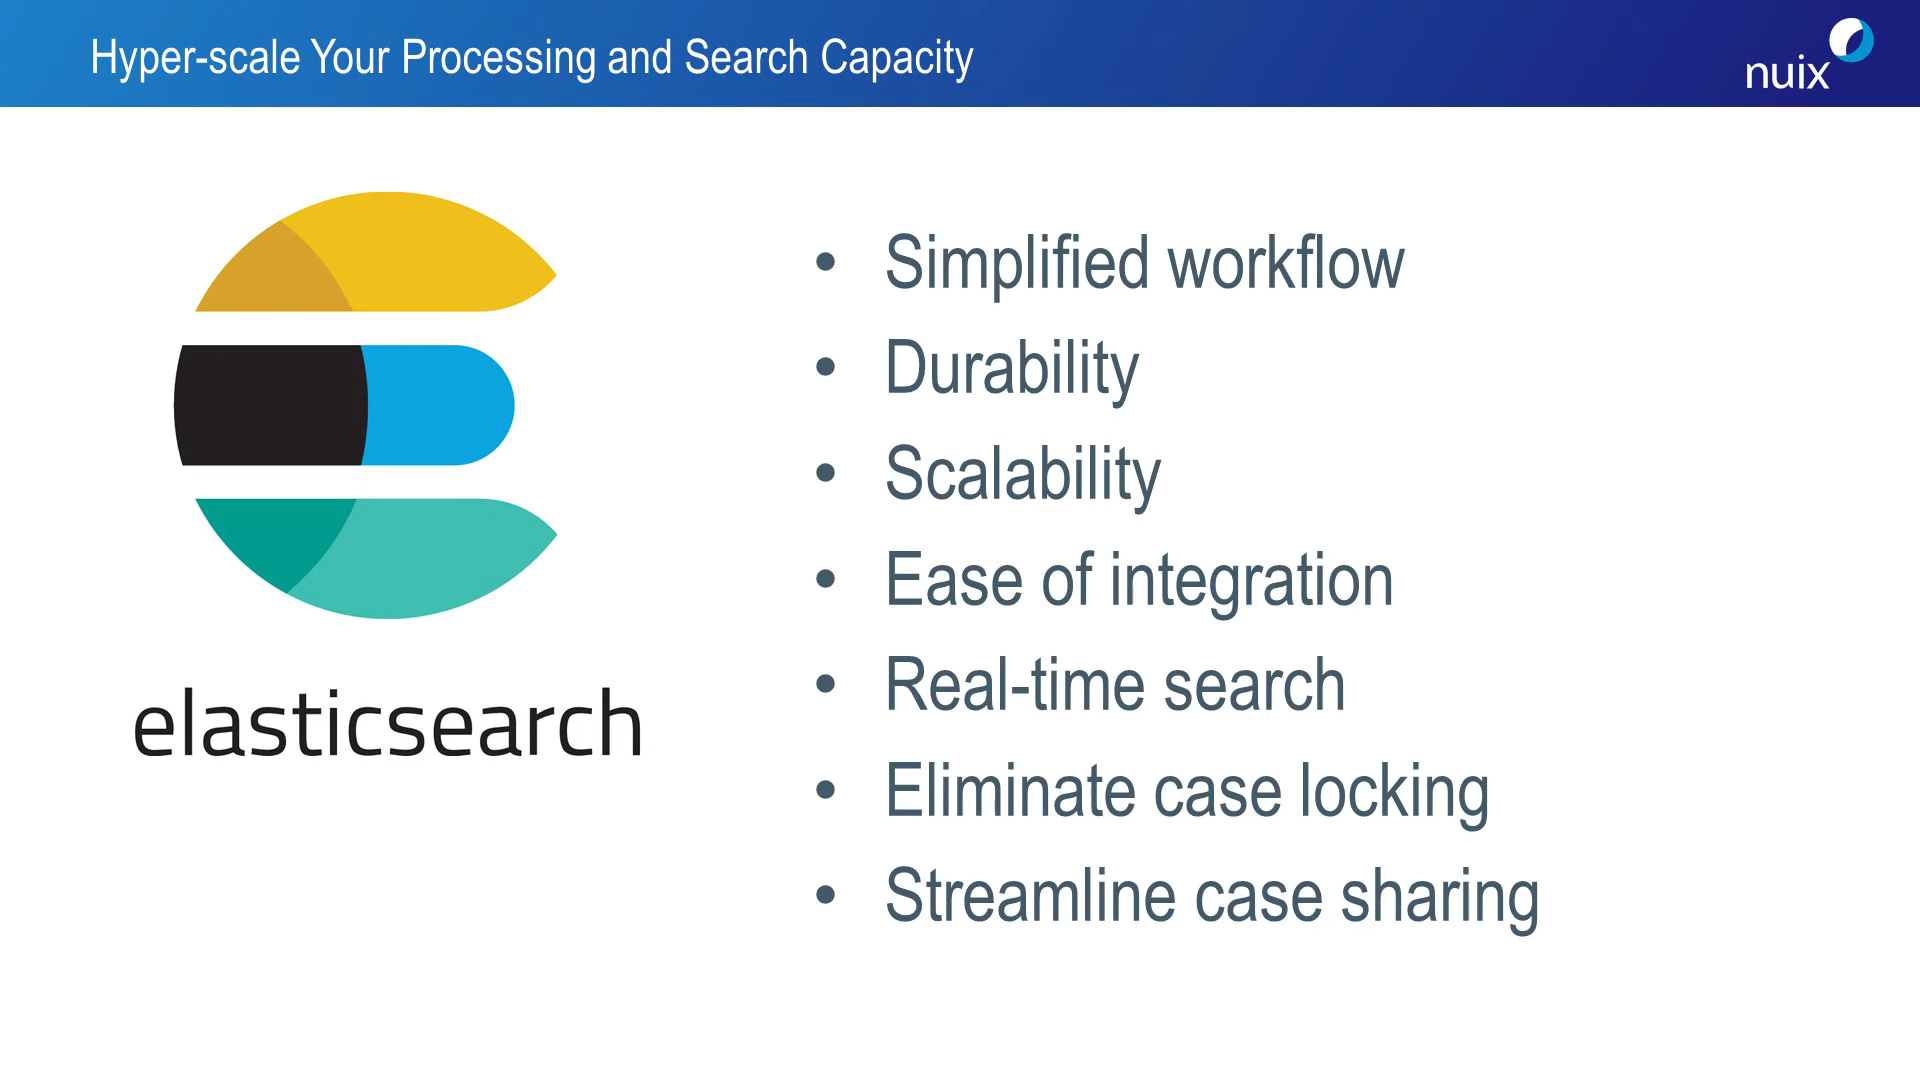 Hyper-scale Your Processing and Search Capacity
nuix
elasticsearch
• Simplified workflow
• Durability
• Scalability
• Ease of integration
• Real-time search
• Eliminate case locking
• Streamline case sharing